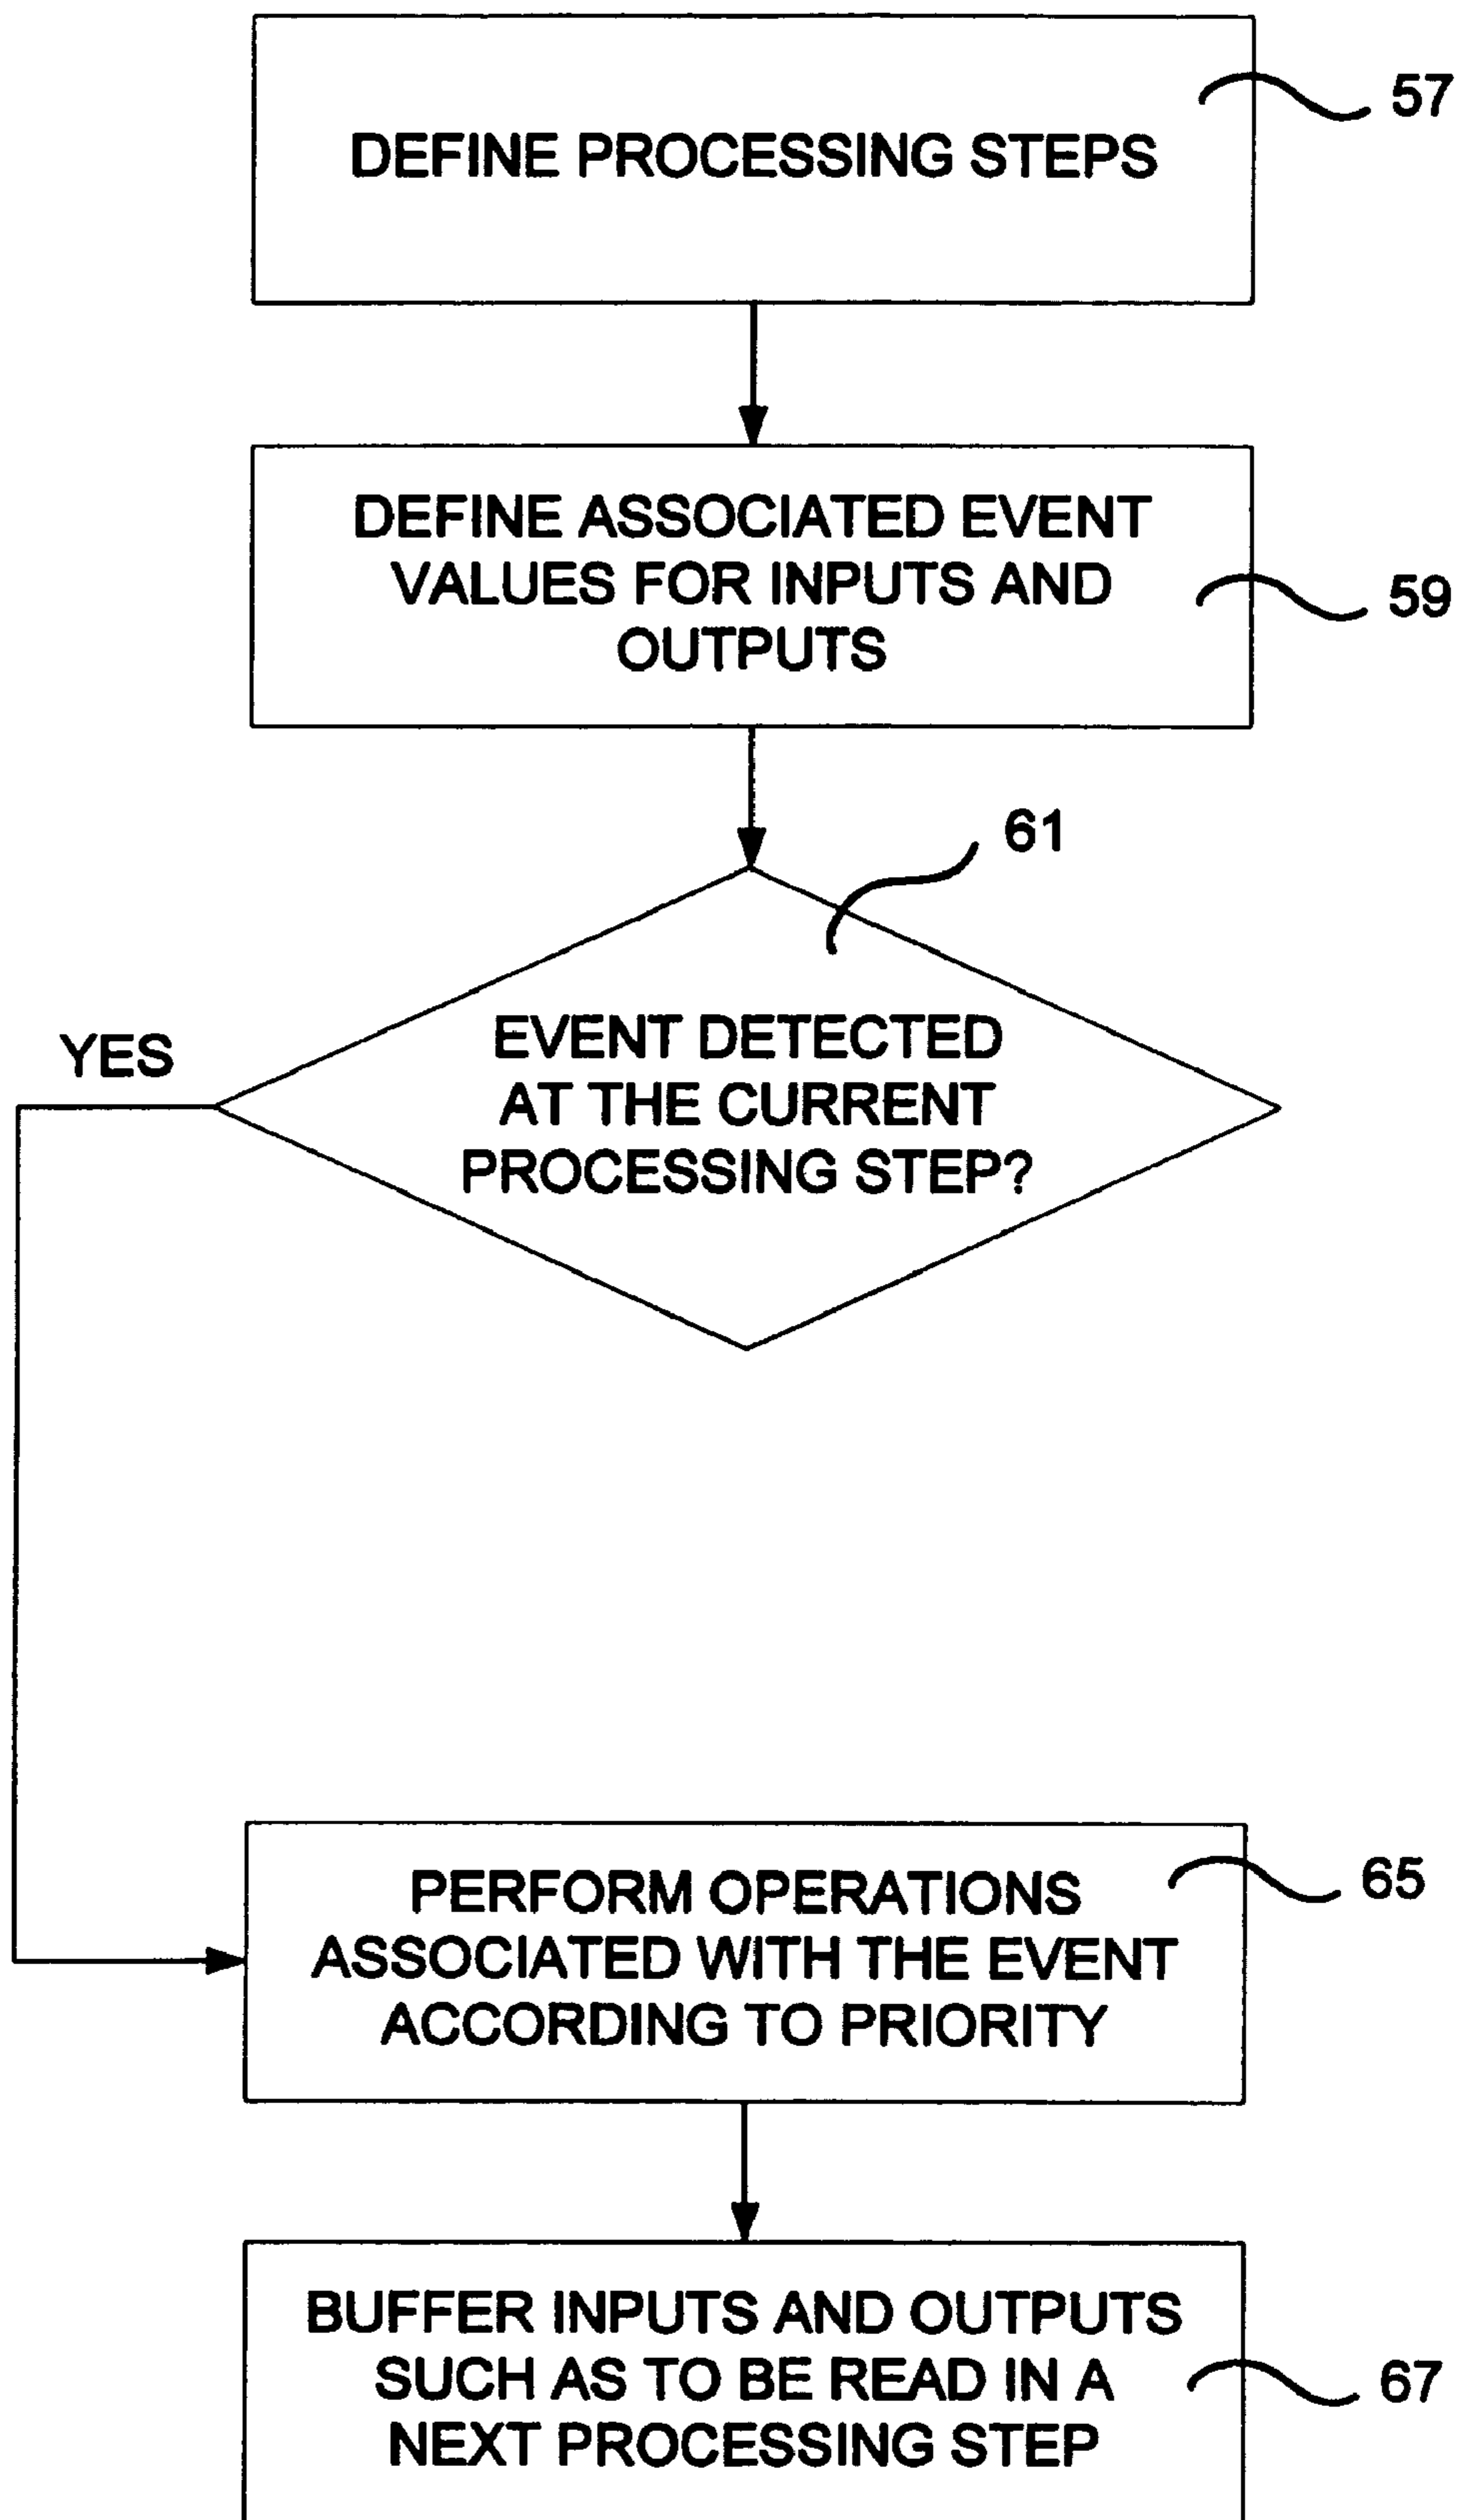 DEFINE PROCESSING STEPS
57
DEFINE ASSOCIATED EVENT
VALUES FOR INPUTS AND
OUTPUTS
59
61
YES
EVENT DETECTED
AT THE CURRENT
PROCESSING STEP?
PERFORM OPERATIONS
ASSOCIATED WITH THE EVENT
ACCORDING TO PRIORITY
65
BUFFER INPUTS AND OUTPUTS
SUCH AS TO BE READ IN A
NEXT PROCESSING STEP
67